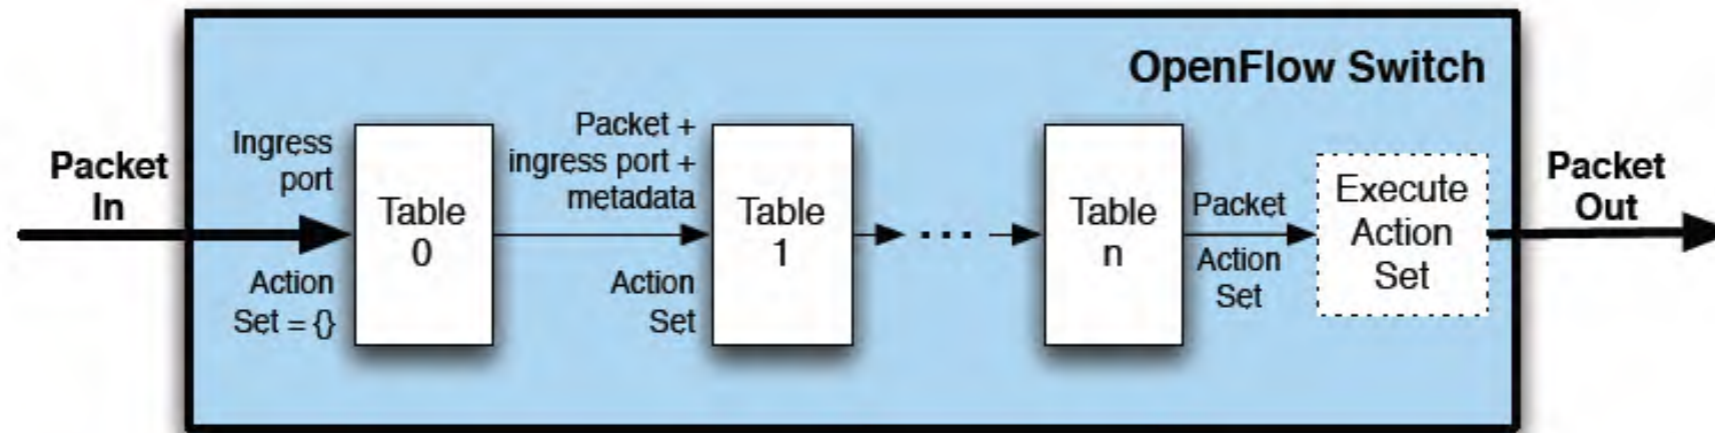 OpenFlow Switch
Packet
In
Ingress
port
Action
Set = {}
Table
0
Packet +
ingress port +
metadata
Action
Set
Table
1
...
Table
n
Packet
Action
Set
Execute
Action
Set
Packet
Out